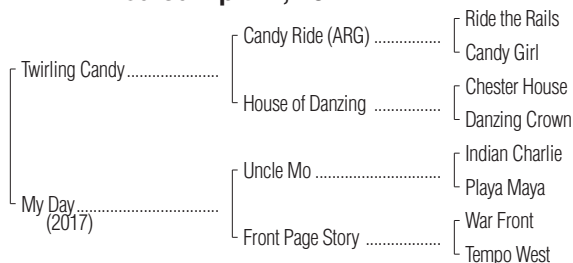 Ride the Rails
Candy Ride (ARG) ................
Candy Girl
Twirling Candy ......................
Chester House
House of Danzing ................
Danzing Crown
Indian Charlie
Uncle Mo ..............................
Playa Maya
My Day ..................................
(2017)
War Front
Front Page Story ..................
Tempo West